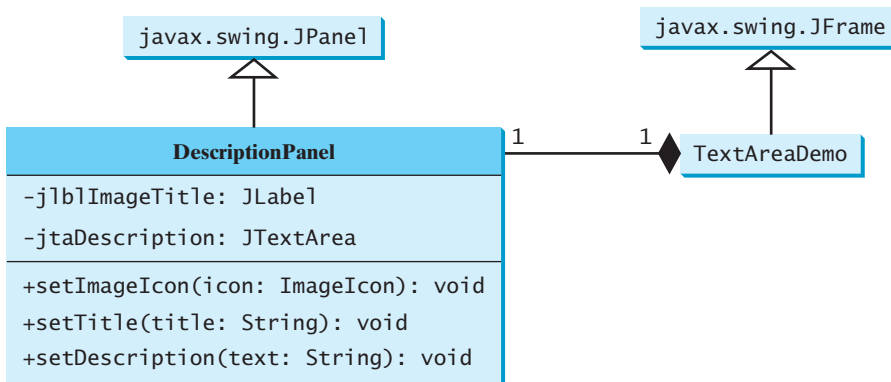 javax.swing.JPanel
javax.swing.JFrame
DescriptionPanel
1
1
TextAreaDemo
-jlblImageTitle: JLabel
-jtaDescription: JTextArea
+setImageIcon(icon: ImageIcon): void
+setTitle(title: String): void
+setDescription(text: String): void